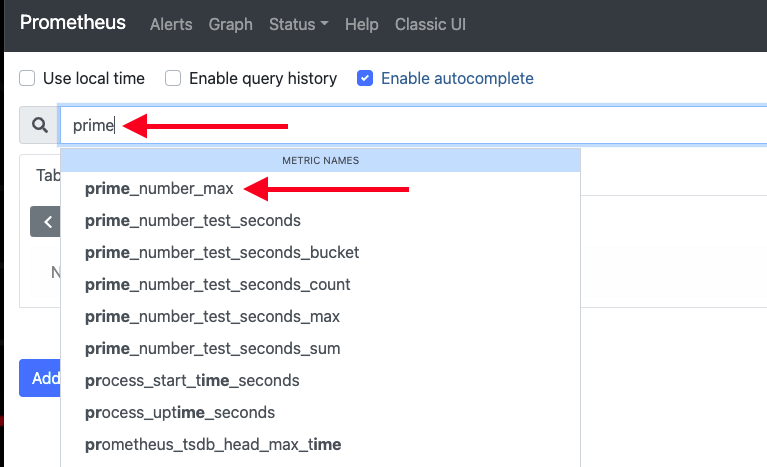 Prometheus Alerts Graph Status Help Classic UI
Use local time Enable query history Enable autocomplete
prime
METRIC NAMES
Tab
prime_number_max
prime_number_test_seconds
prime_number_test_seconds_bucket
N
prime_number_test_seconds_count
prime_number_test_seconds_max
prime_number_test_seconds_sum
Add
process_start_time_seconds
process_uptime_seconds
prometheus_tsdb_head_max_time